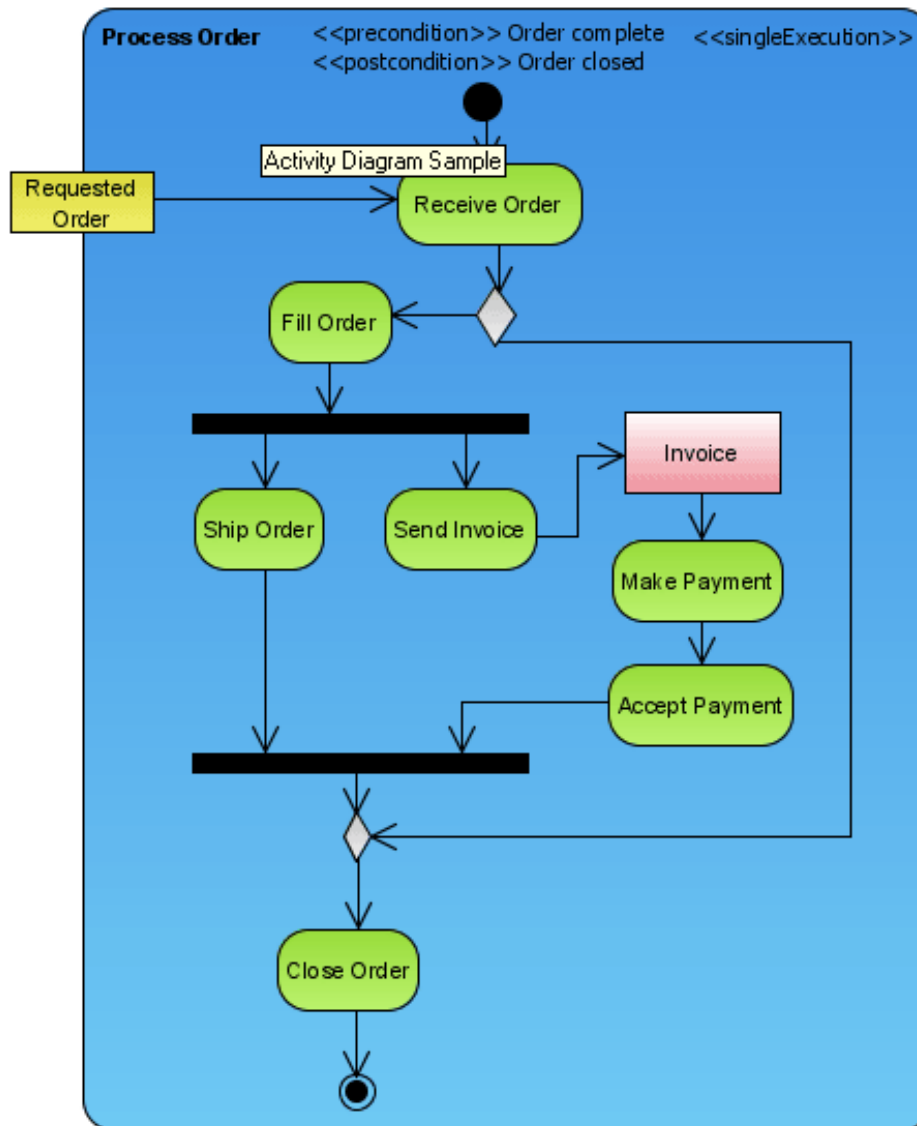 Process Order
<<precondition>> Order complete
<<singleExecution>>
<<postcondition>> Order closed
Activity Diagram Sample
Requested
Order
Receive Order
Fill Order
Invoice
Ship Order
Send Invoice
Make Payment
Accept Payment
Close Order